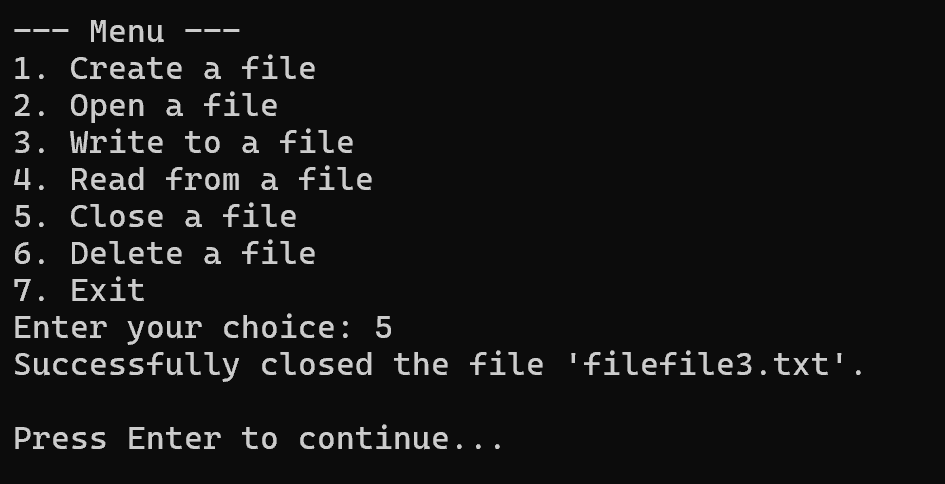 --- Menu ---
1. Create a file
2. Open a file
3. Write to a file
4. Read from a file
5. Close a file
6. Delete a file
7. Exit
Enter your choice: 5
Successfully closed the file 'filefile3.txt'.
Press Enter to continue...